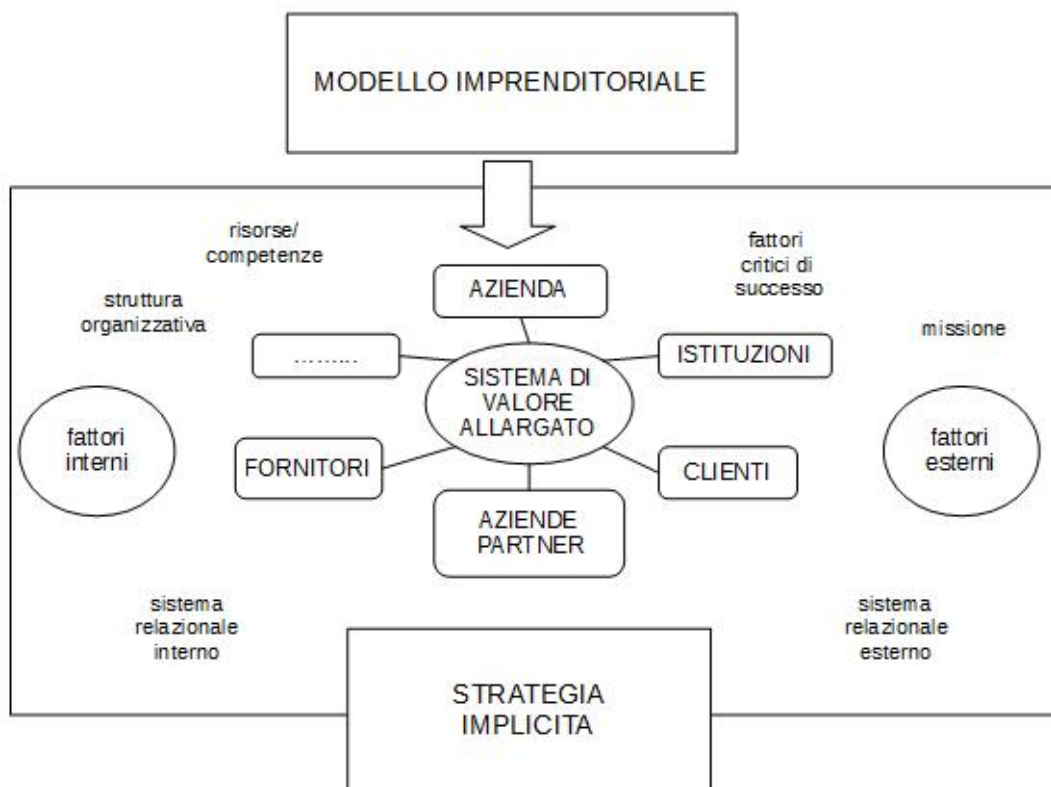 MODELLO IMPRENDITORIALE
risorse/
competenze
fattori
critici di
successo
struttura
organizzativa
AZIENDA
missione
.........
ISTITUZIONI
SISTEMA DI
VALORE
ALLARGATO
fattori
interni
fattori
esterni
FORNITORI
CLIENTI
AZIENDE
PARTNER
sistema
relazionale
interno
sistema
relazionale
esterno
STRATEGIA
IMPLICITA